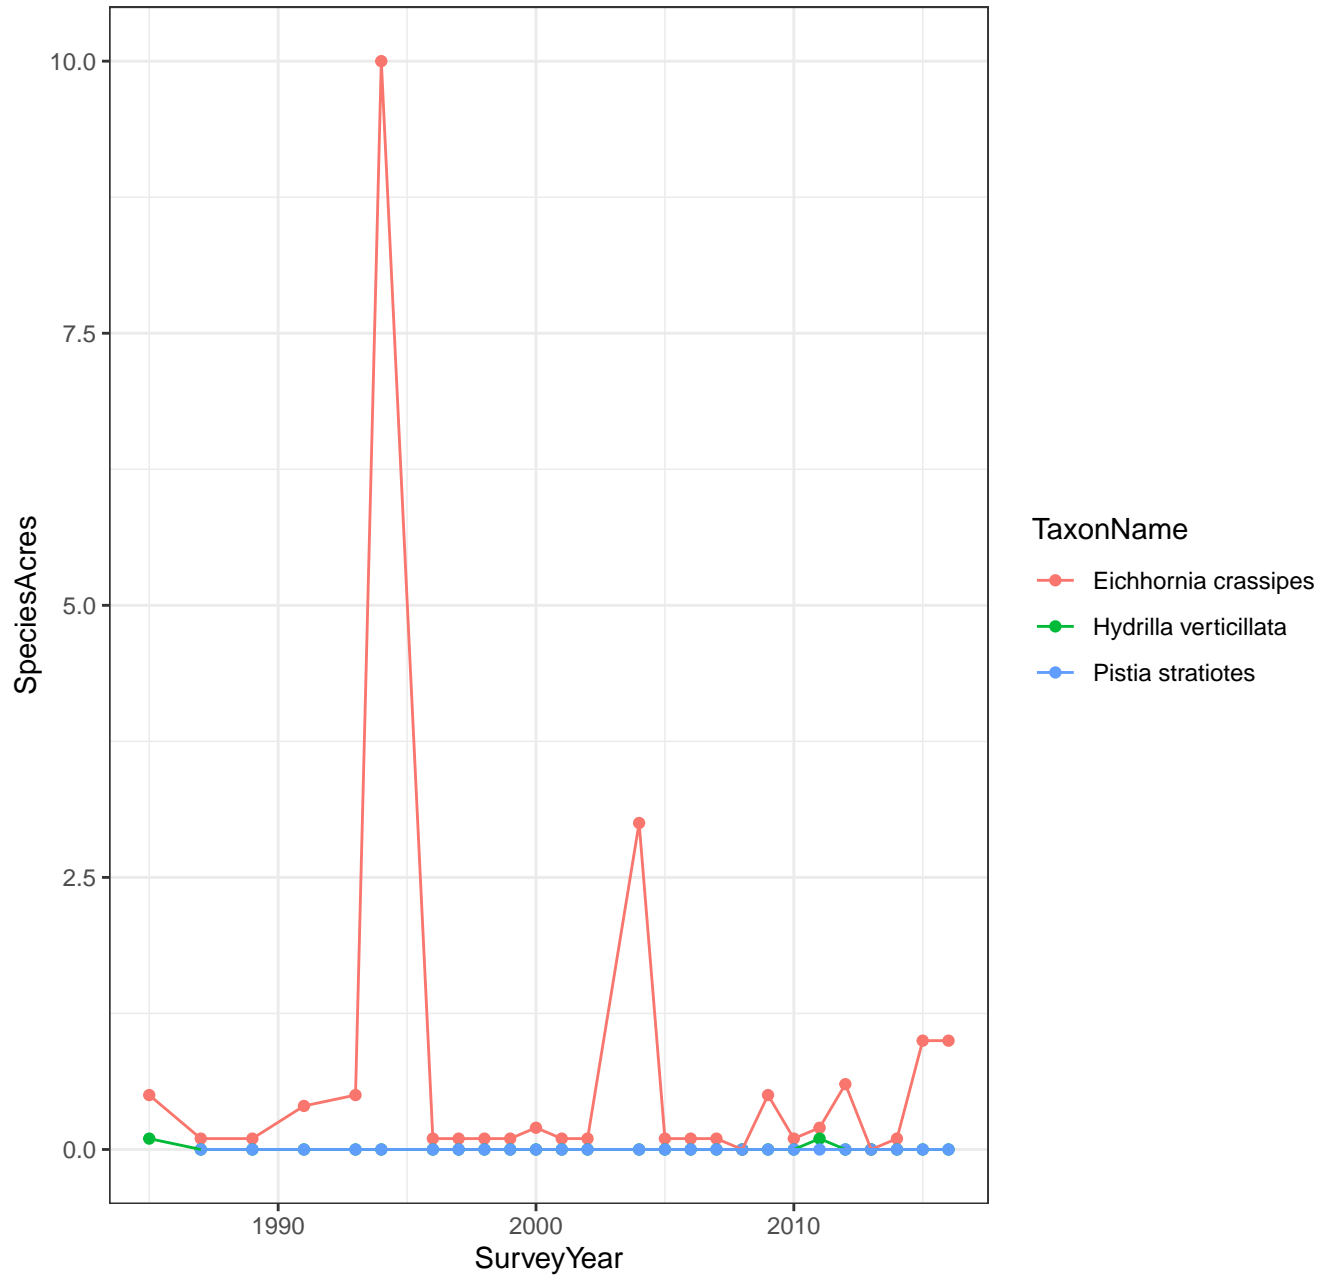 10.0
7.5
5.0
2.5
0.0
SpeciesAcres
1990
2000
2010
SurveyYear
TaxonName
Eichhornia crassipes
Hydrilla verticillata
Pistia stratiotes